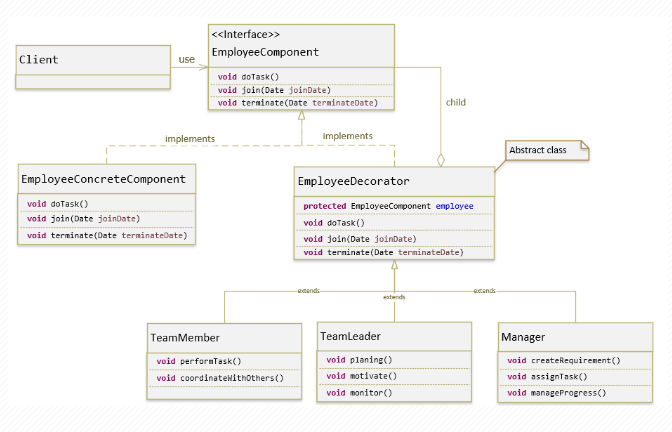 <<Interface>>
EmployeeComponent
void doTask()
void join(Date joinDate)
void terminate(Date terminateDate)
Client
use
child
implements
implements
Abstract class
EmployeeConcreteComponent
void doTask()
void join(Date joinDate)
void terminate(Date terminateDate)
EmployeeDecorator
protected EmployeeComponent employee
void doTask()
void join(Date joinDate)
void terminate(Date terminateDate)
extends
extends
extends
TeamMember
void performTask()
void coordinateWithOthers()
TeamLeader
void planing()
void motivate()
void monitor()
Manager
void createRequirement()
void assignTask()
void manageProgress()